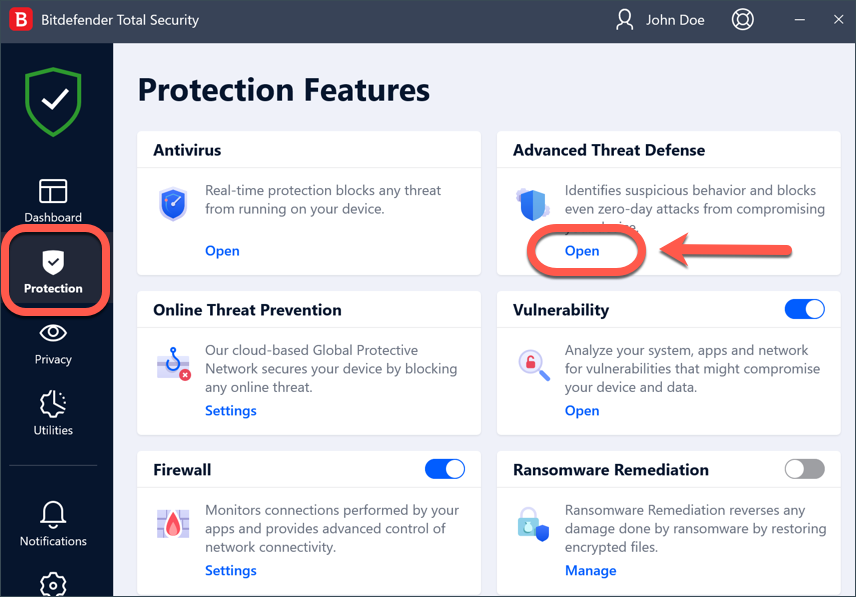 B Bitdefender Total Security
John Doe
Protection Features
Dashboard
Protection
Privacy
Utilities
Notifications
Antivirus
Real-time protection blocks any threat
from running on your device.
Open
Advanced Threat Defense
Identifies suspicious behavior and blocks
even zero-day attacks from compromising
your device.
Open
Online Threat Prevention
Our cloud-based Global Protective
Network secures your device by blocking
any online threat.
Settings
Vulnerability
Analyze your system, apps and network
for vulnerabilities that might compromise
your device and data.
Open
Firewall
Monitors connections performed by your
apps and provides advanced control of
network connectivity.
Settings
Ransomware Remediation
Ransomware Remediation reverses any
damage done by ransomware by restoring
encrypted files.
Manage